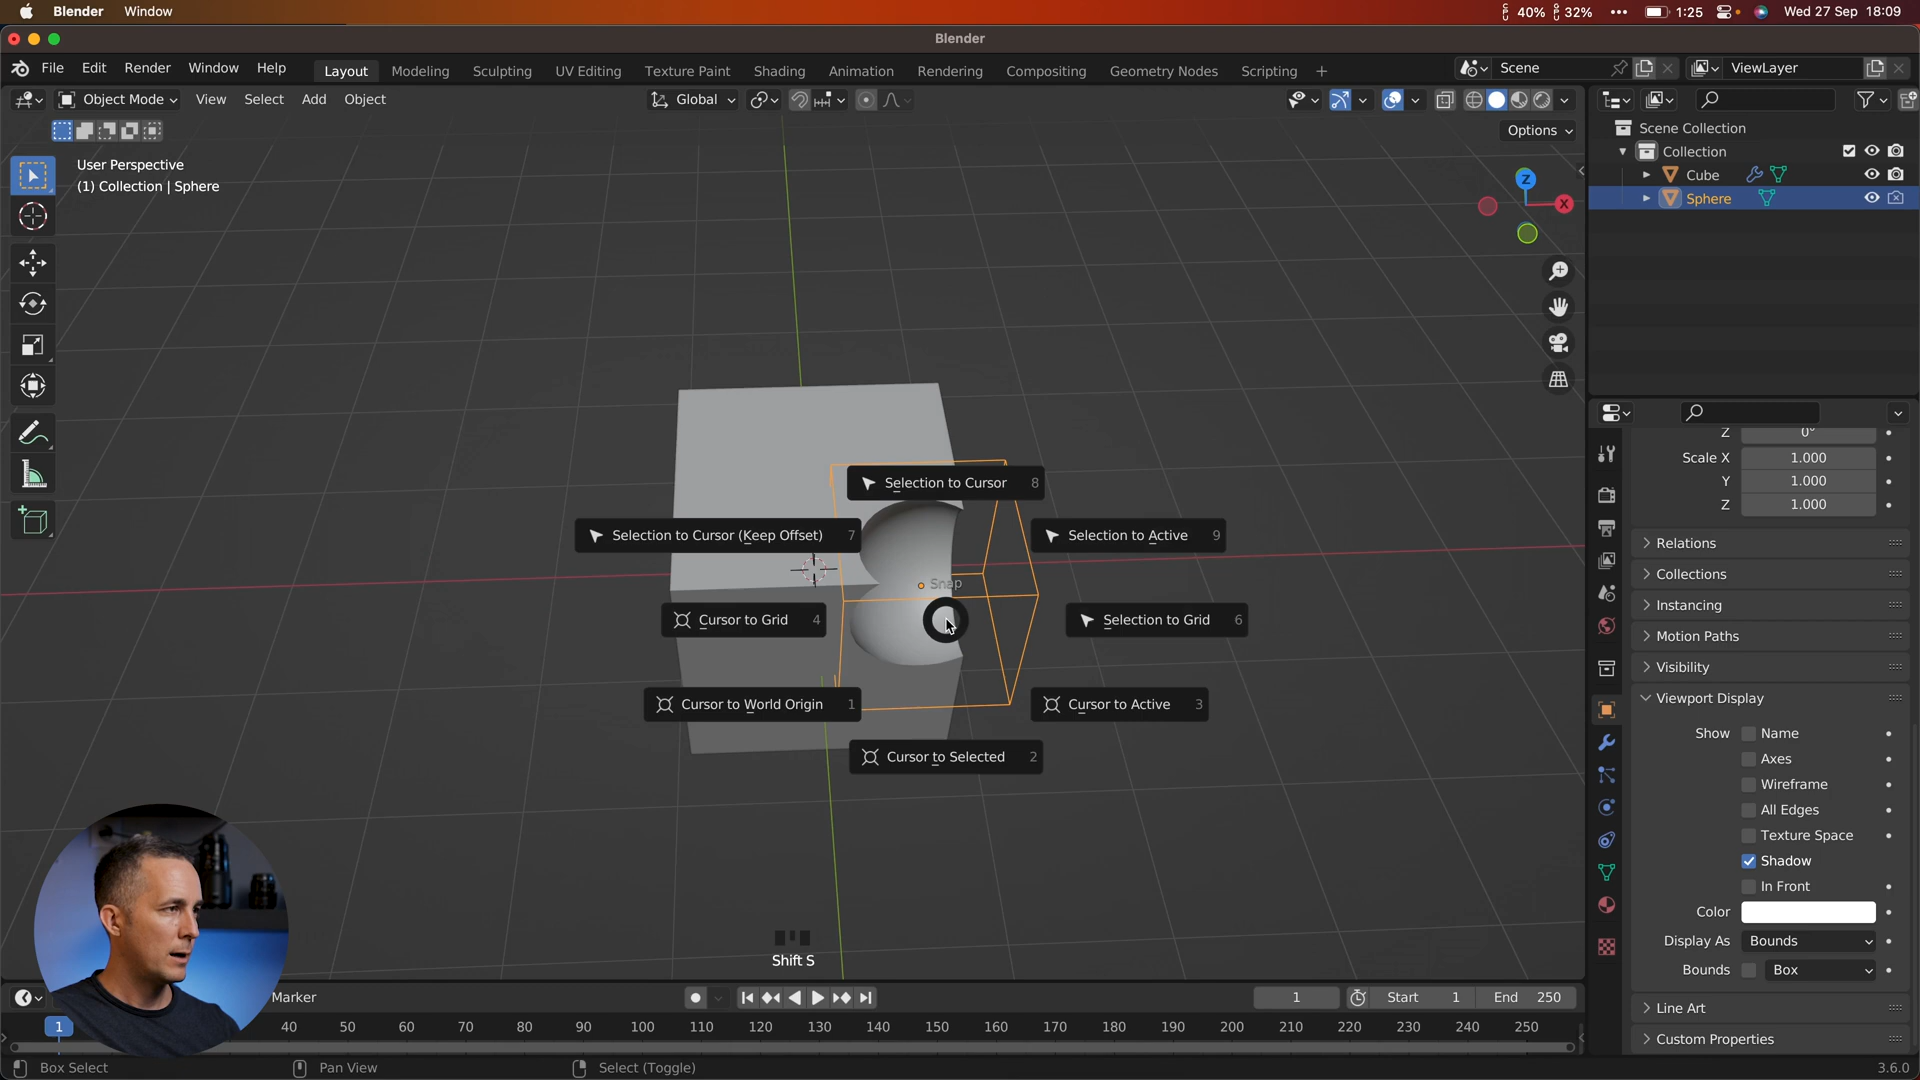 Blender Window 40% 32% 1:25 Wed 27 Sep 18:09
Blender
File Edit Render Window Help Layout Modeling Sculpting UV Editing Texture Paint Shading Animation Rendering Compositing Geometry Nodes Scripting + Scene ViewLayer
Object Mode View Select Add Object Global
Options
User Perspective
(1) Collection | Sphere
Z
X
Scene Collection
Collection
Cube
Sphere
Selection to Cursor 8
Selection to Cursor (Keep Offset) 7
Selection to Active 9
Snap
Cursor to Grid 4
Selection to Grid 6
Cursor to World Origin 1
Cursor to Active 3
Cursor to Selected 2
Shift S
Z 0°
Scale X 1.000
Y 1.000
Z 1.000
Relations
Collections
Instancing
Motion Paths
Visibility
Viewport Display
Show Name
Axes
Wireframe
All Edges
Texture Space
Shadow
In Front
Color
Display As Bounds
Bounds Box
Line Art
Custom Properties
Marker 1 Start 1 End 250
1 40 50 60 70 80 90 100 110 120 130 140 150 160 170 180 190 200 210 220 230 240 250
Box Select Pan View Select (Toggle) 3.6.0